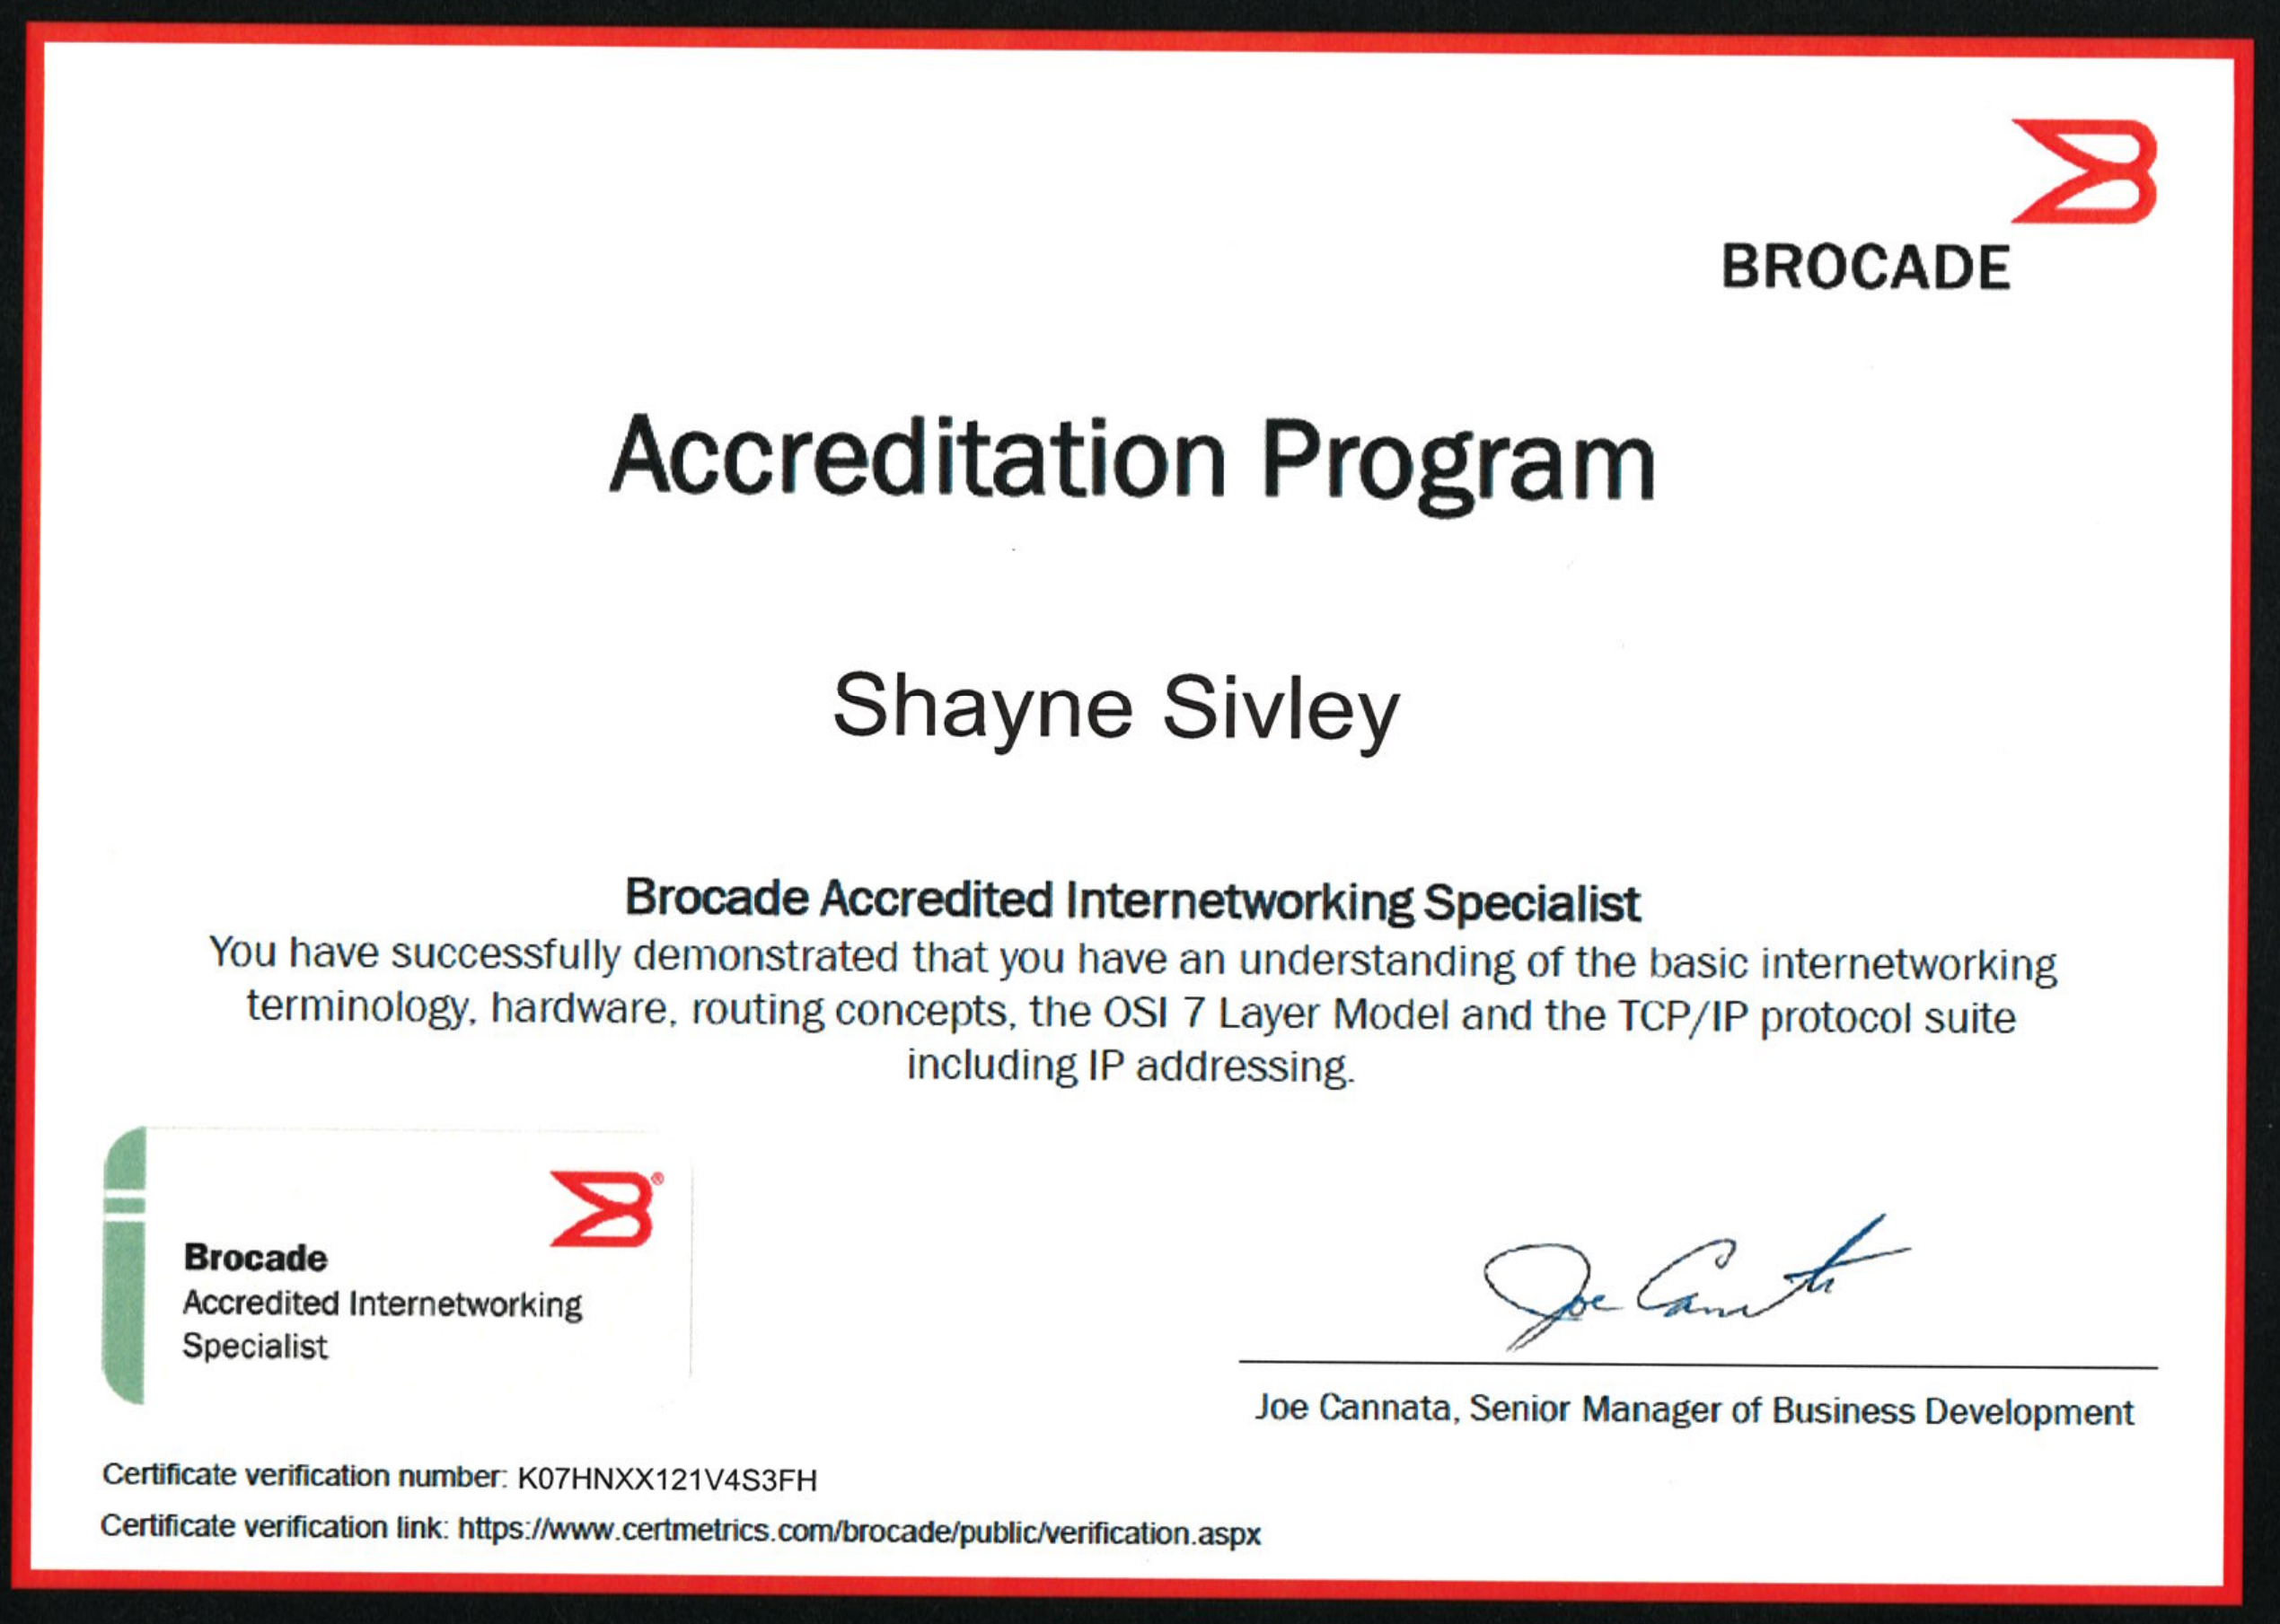 BROCADE
Accreditation Program
Shayne Sivley
Brocade Accredited Internetworking Specialist
You have successfully demonstrated that you have an understanding of the basic internetworking
terminology, hardware, routing concepts, the OSI 7 Layer Model and the TCP/IP protocol suite
including IP addressing.
®
Brocade
Accredited Internetworking
Specialist
Joe Cannata
Joe Cannata, Senior Manager of Business Development
Certificate verification number: K07HNXX121V4S3FH
Certificate verification link: https://www.certmetrics.com/brocade/public/verification.aspx